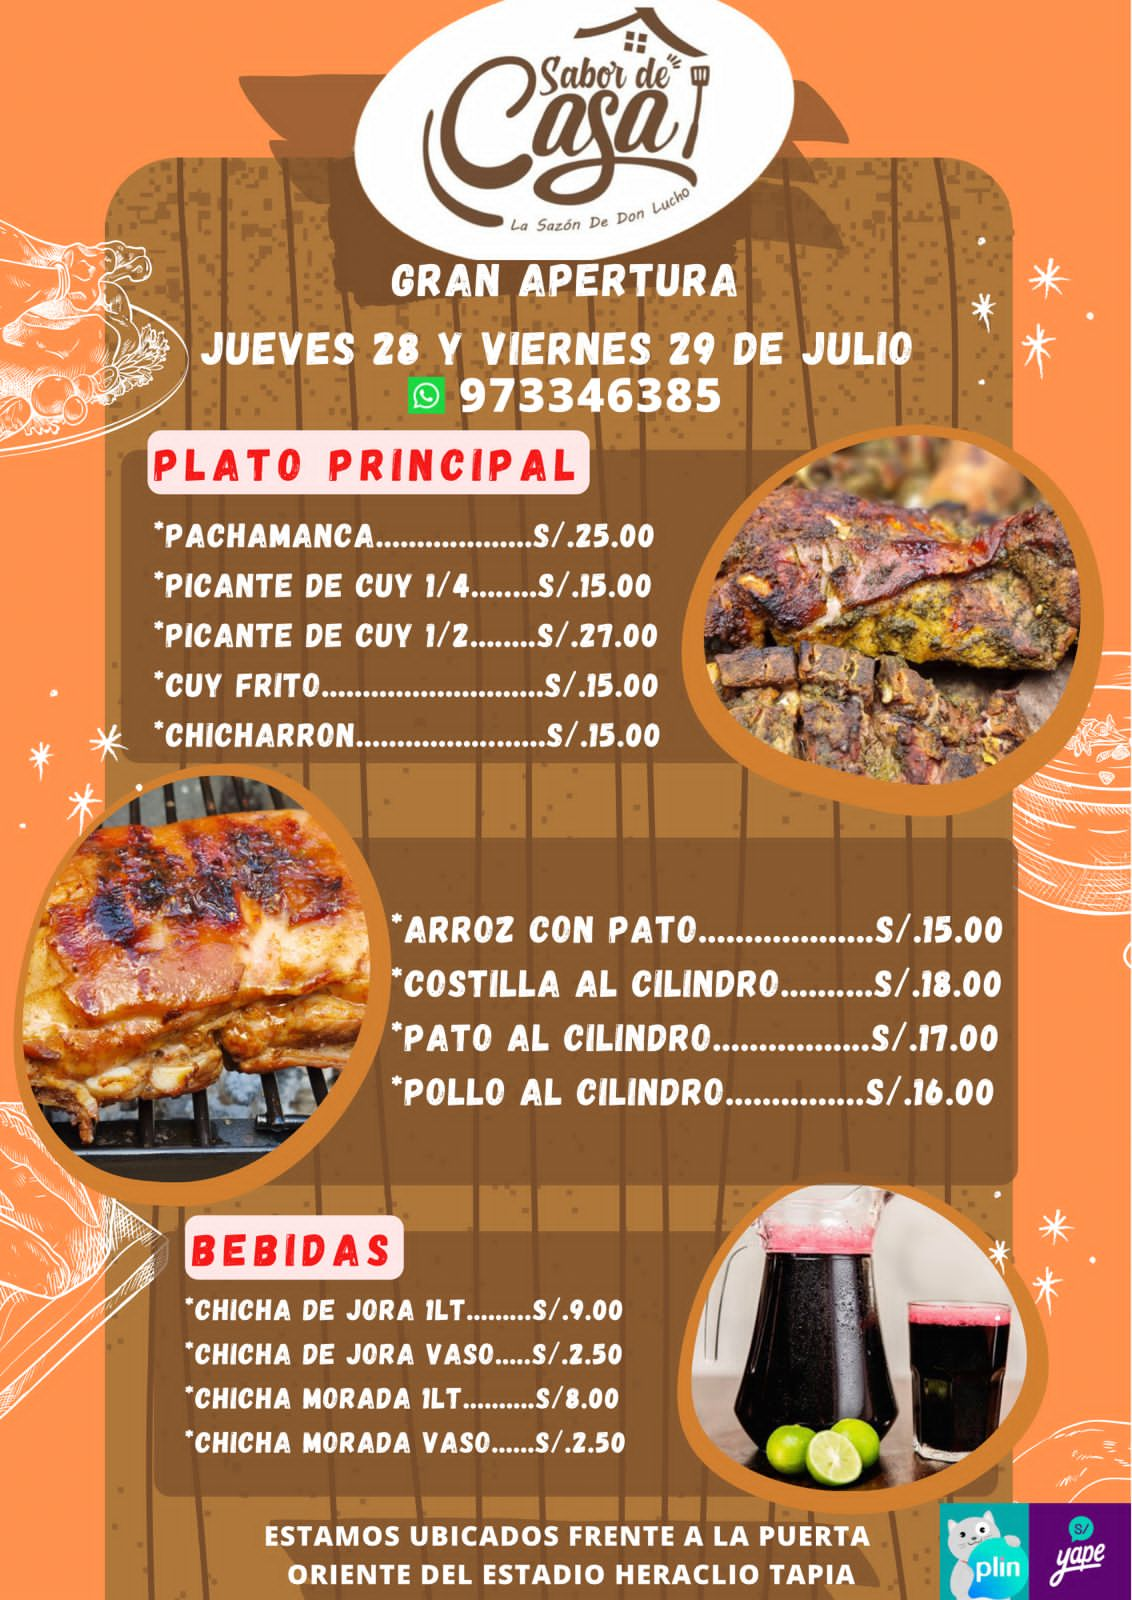 Sabor de
Casa
La Sazón De Don Lucho
GRAN APERTURA
JUEVES 28 Y VIERNES 29 DE JULIO
973346385
PLATO PRINCIPAL
*PACHAMANCA...................S/.25.00
*PICANTE DE CUY 1/4........S/.15.00
*PICANTE DE CUY 1/2........S/.27.00
*CUY FRITO...........................S/.15.00
*CHICHARRON.......................S/.15.00
*ARROZ CON PATO...................S/.15.00
*COSTILLA AL CILINDRO..........S/.18.00
*PATO AL CILINDRO.................S/.17.00
*POLLO AL CILINDRO...............S/.16.00
BEBIDAS
*CHICHA DE JORA 1LT.........S/.9.00
*CHICHA DE JORA VASO.....S/.2.50
*CHICHA MORADA 1LT..........S/8.00
*CHICHA MORADA VASO......S/.2.50
ESTAMOS UBICADOS FRENTE A LA PUERTA
ORIENTE DEL ESTADIO HERACLIO TAPIA
plin
S/
yape